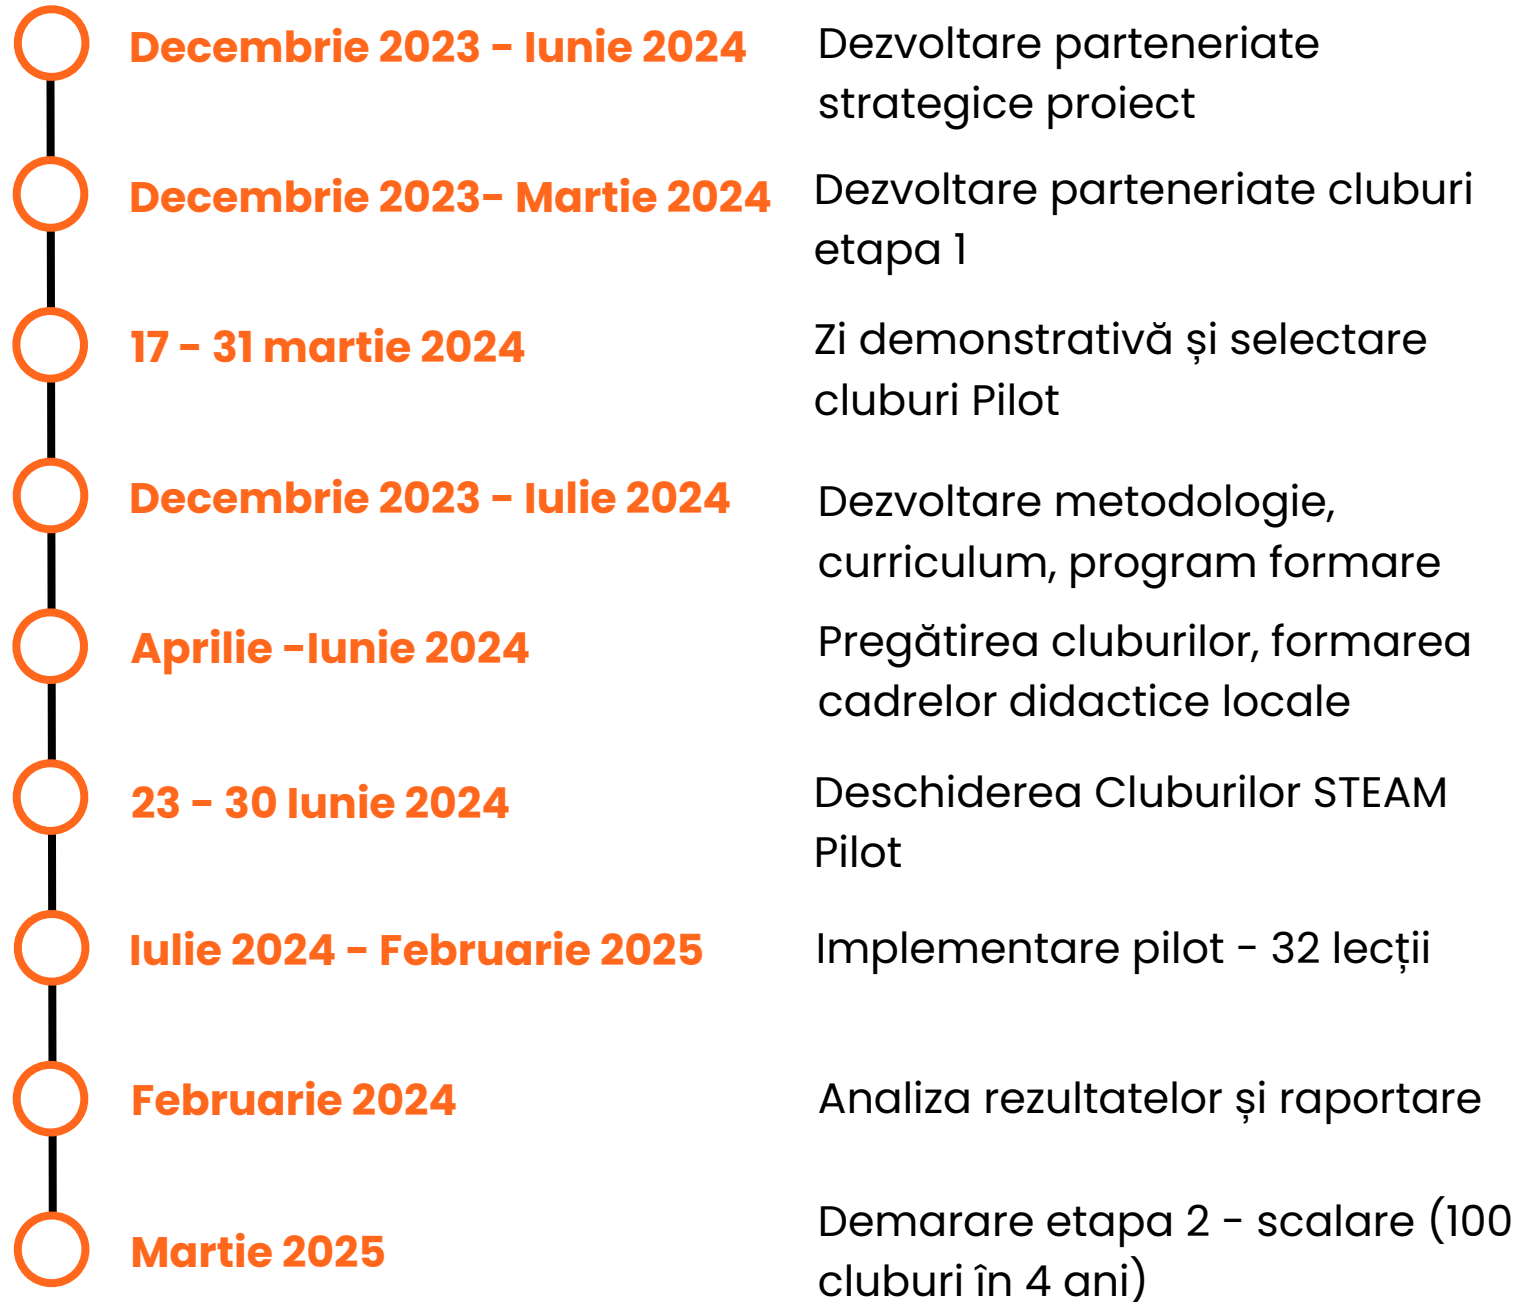 Decembrie 2023 - Iunie 2024
Dezvoltare parteneriate
strategice proiect
Decembrie 2023- Martie 2024
Dezvoltare parteneriate cluburi
etapa 1
17 - 31 martie 2024
Zi demonstrativă și selectare
cluburi Pilot
Decembrie 2023 - Iulie 2024
Dezvoltare metodologie,
curriculum, program formare
Aprilie -Iunie 2024
Pregătirea cluburilor, formarea
cadrelor didactice locale
23 - 30 Iunie 2024
Deschiderea Cluburilor STEAM
Pilot
Iulie 2024 - Februarie 2025
Implementare pilot - 32 lecții
Februarie 2024
Analiza rezultatelor și raportare
Martie 2025
Demarare etapa 2 - scalare (100
cluburi în 4 ani)